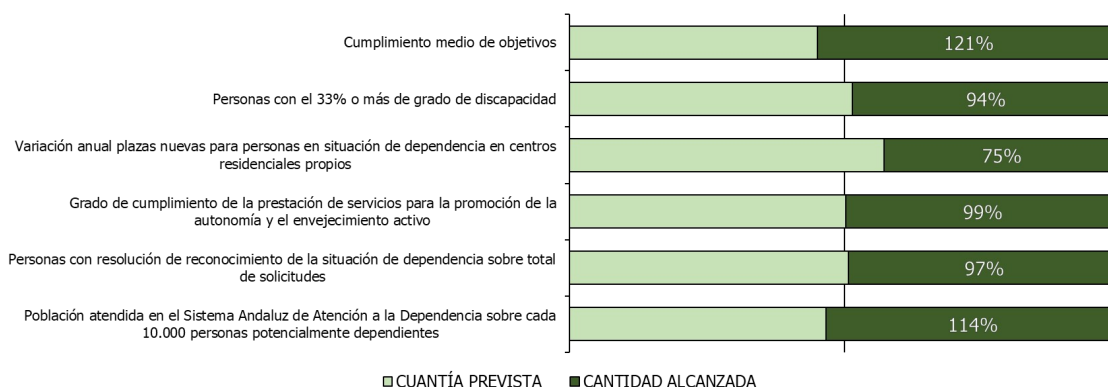 Cumplimiento medio de objetivos
121%
Personas con el 33% o más de grado de discapacidad
94%
Variación anual plazas nuevas para personas en situación de dependencia en centros
residenciales propios
75%
Grado de cumplimiento de la prestación de servicios para la promoción de la
autonomía y el envejecimiento activo
99%
Personas con resolución de reconocimiento de la situación de dependencia sobre total
de solicitudes
97%
Población atendida en el Sistema Andaluz de Atención a la Dependencia sobre cada
10.000 personas potencialmente dependientes
114%
CUANTÍA PREVISTA CANTIDAD ALCANZADA